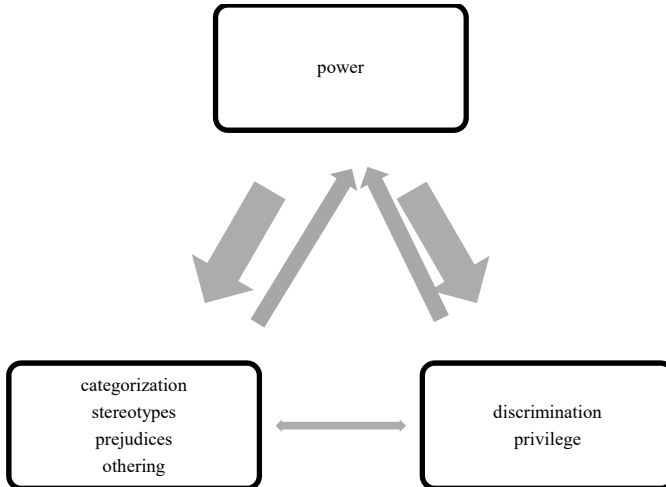 power
categorization
stereotypes
prejudices
othering
discrimination
privilege